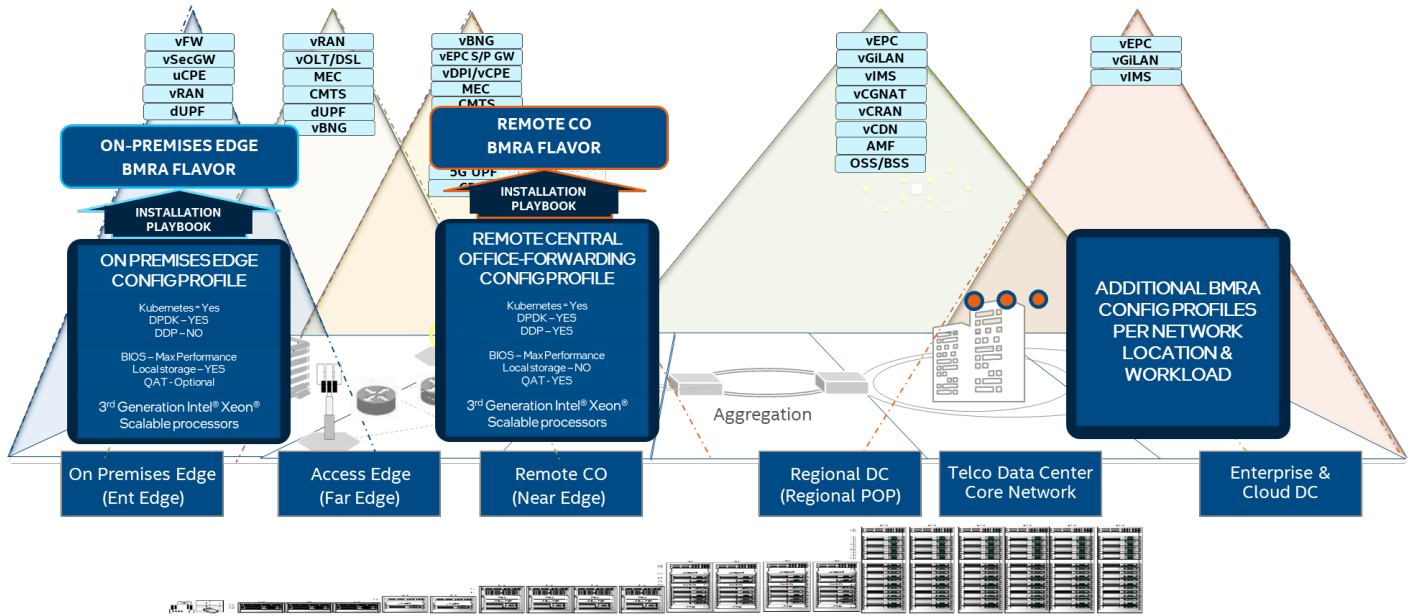 vFW
vSecGW
uCPE
vRAN
dUPF
vRAN
vOLT/DSL
MEC
CMTS
dUPF
vBNG
vBNG
vEPC S/P GW
vDPI/vCPE
MEC
CMTS
5G UPF
vEPC
vGiLAN
vIMS
vCGNAT
vCRAN
vCDN
AMF
OSS/BSS
vEPC
vGiLAN
vIMS
ON-PREMISES EDGE
BMRA FLAVOR
INSTALLATION
PLAYBOOK
ON PREMISES EDGE
CONFIG PROFILE
Kubernetes = Yes
DPDK – YES
DDP – NO
BIOS – Max Performance
Local storage – YES
QAT - Optional
3rd Generation Intel® Xeon®
Scalable processors
REMOTE CO
BMRA FLAVOR
INSTALLATION
PLAYBOOK
REMOTE CENTRAL
OFFICE-FORWARDING
CONFIG PROFILE
Kubernetes – Yes
DPDK – YES
DDP – YES
BIOS – Max Performance
Local storage – NO
QAT - YES
3rd Generation Intel® Xeon®
Scalable processors
Aggregation
ADDITIONAL BMRA
CONFIG PROFILES
PER NETWORK
LOCATION &
WORKLOAD
On Premises Edge
(Ent Edge)
Access Edge
(Far Edge)
Remote CO
(Near Edge)
Regional DC
(Regional POP)
Telco Data Center
Core Network
Enterprise &
Cloud DC